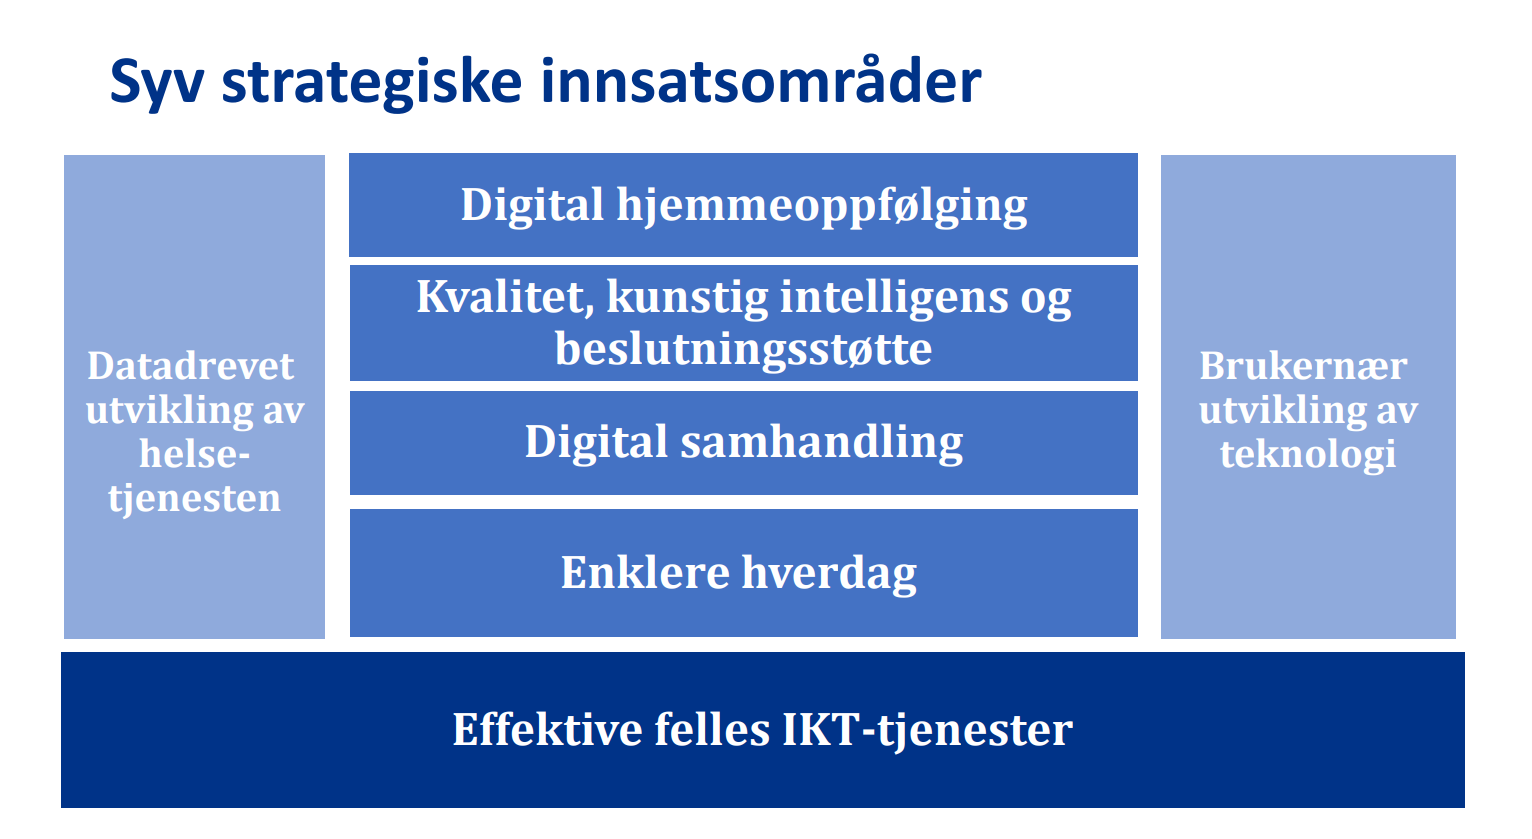 Syv strategiske innsatsområder
Datadrevet
utvikling av
helse-
tjenesten
Digital hjemmeoppfølging
Kvalitet, kunstig intelligens og
beslutningsstøtte
Digital samhandling
Enklere hverdag
Brukernær
utvikling av
teknologi
Effektive felles IKT-tjenester